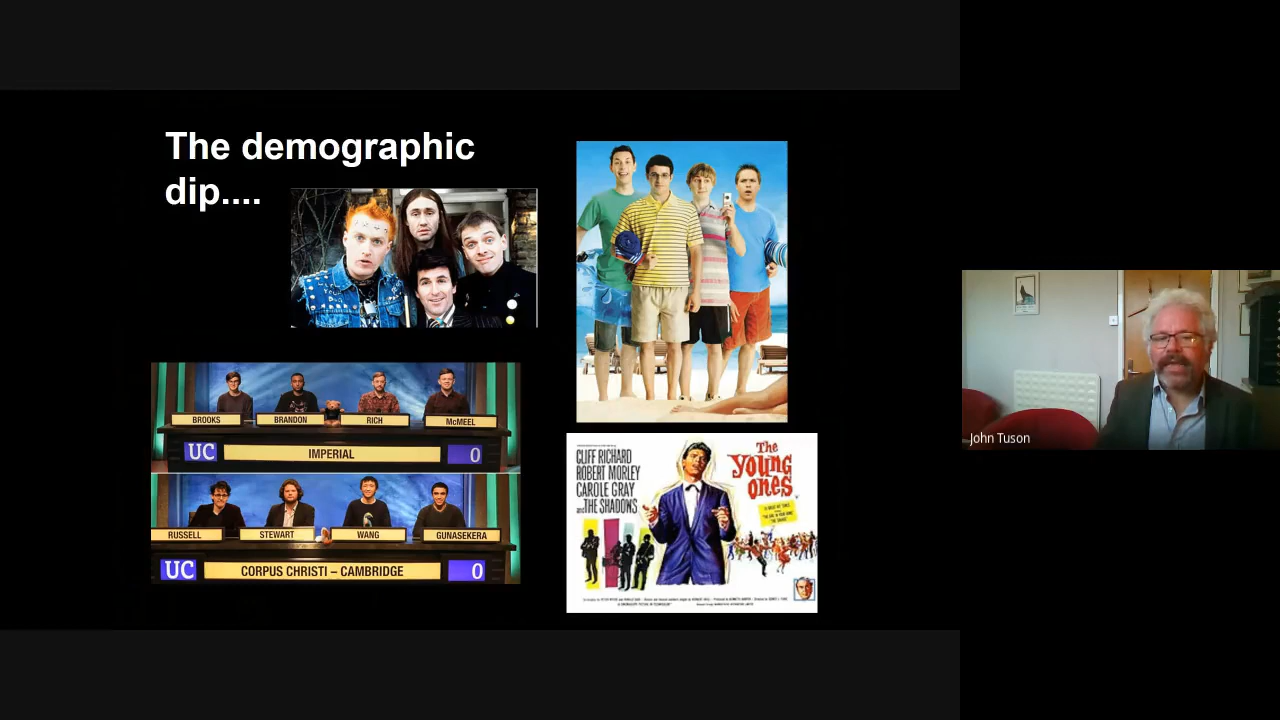 The demographic
dip....
BROOKS
BRANDON
RICH
McMEEL
UC
IMPERIAL
0
RUSSELL
STEWART
WANG
GUNASEKERA
UC
CORPUS CHRISTI – CAMBRIDGE
0
CLIFF RICHARD
ROBERT MORLEY
CAROLE GRAY
and THE SHADOWS
The
YOUNG
ONES
John Tuson